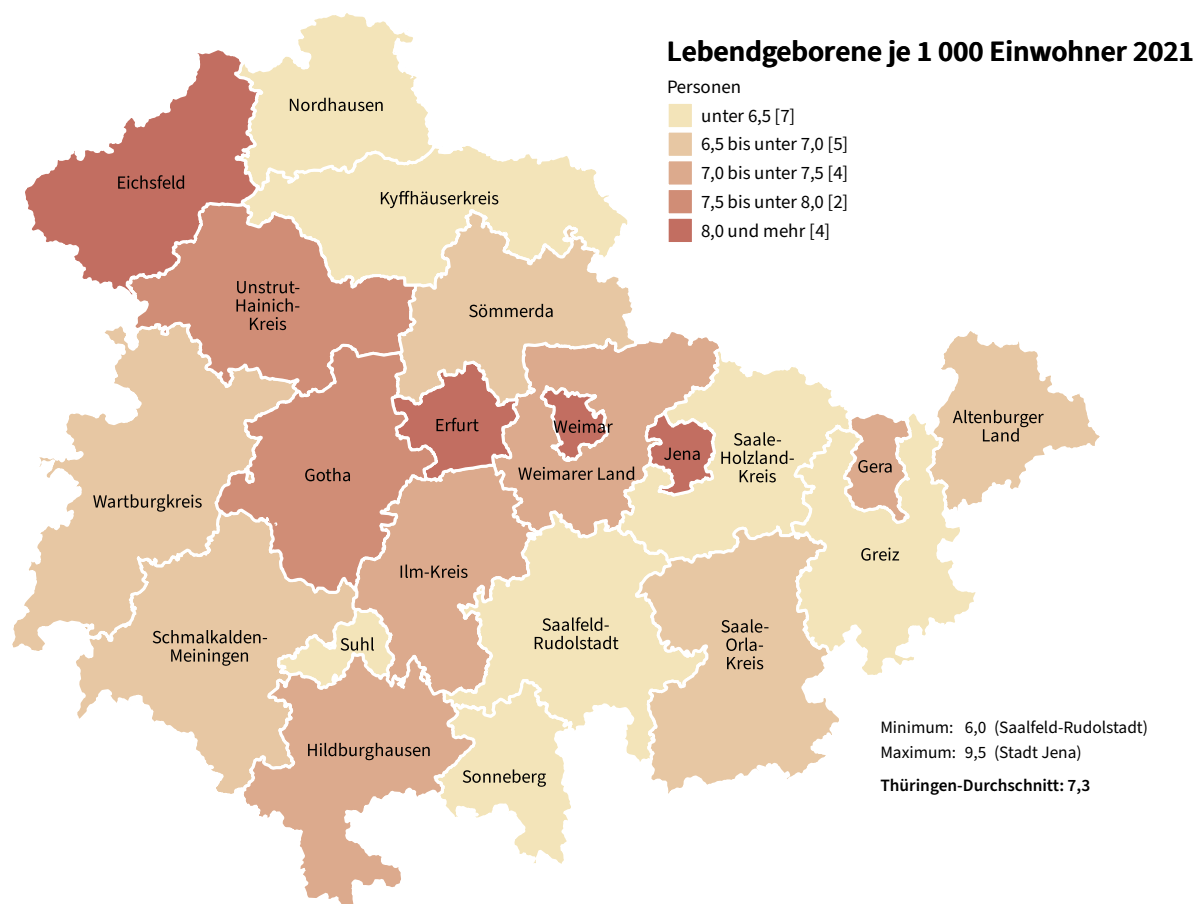 Lebendgeborene je 1 000 Einwohner 2021
Personen
unter 6,5 [7]
6,5 bis unter 7,0 [5]
7,0 bis unter 7,5 [4]
7,5 bis unter 8,0 [2]
8,0 und mehr [4]
Nordhausen
Eichsfeld
Kyffhäuserkreis
Unstrut-
Hainich-
Kreis
Sömmerda
Erfurt
Weimar
Jena
Saale-
Holzland-
Kreis
Altenburger
Land
Gera
Gotha
Weimarer Land
Wartburgkreis
Greiz
Ilm-Kreis
Schmalkalden-
Meiningen
Suhl
Saalfeld-
Rudolstadt
Saale-
Orla-
Kreis
Hildburghausen
Sonneberg
Minimum: 6,0 (Saalfeld-Rudolstadt)
Maximum: 9,5 (Stadt Jena)
Thüringen-Durchschnitt: 7,3